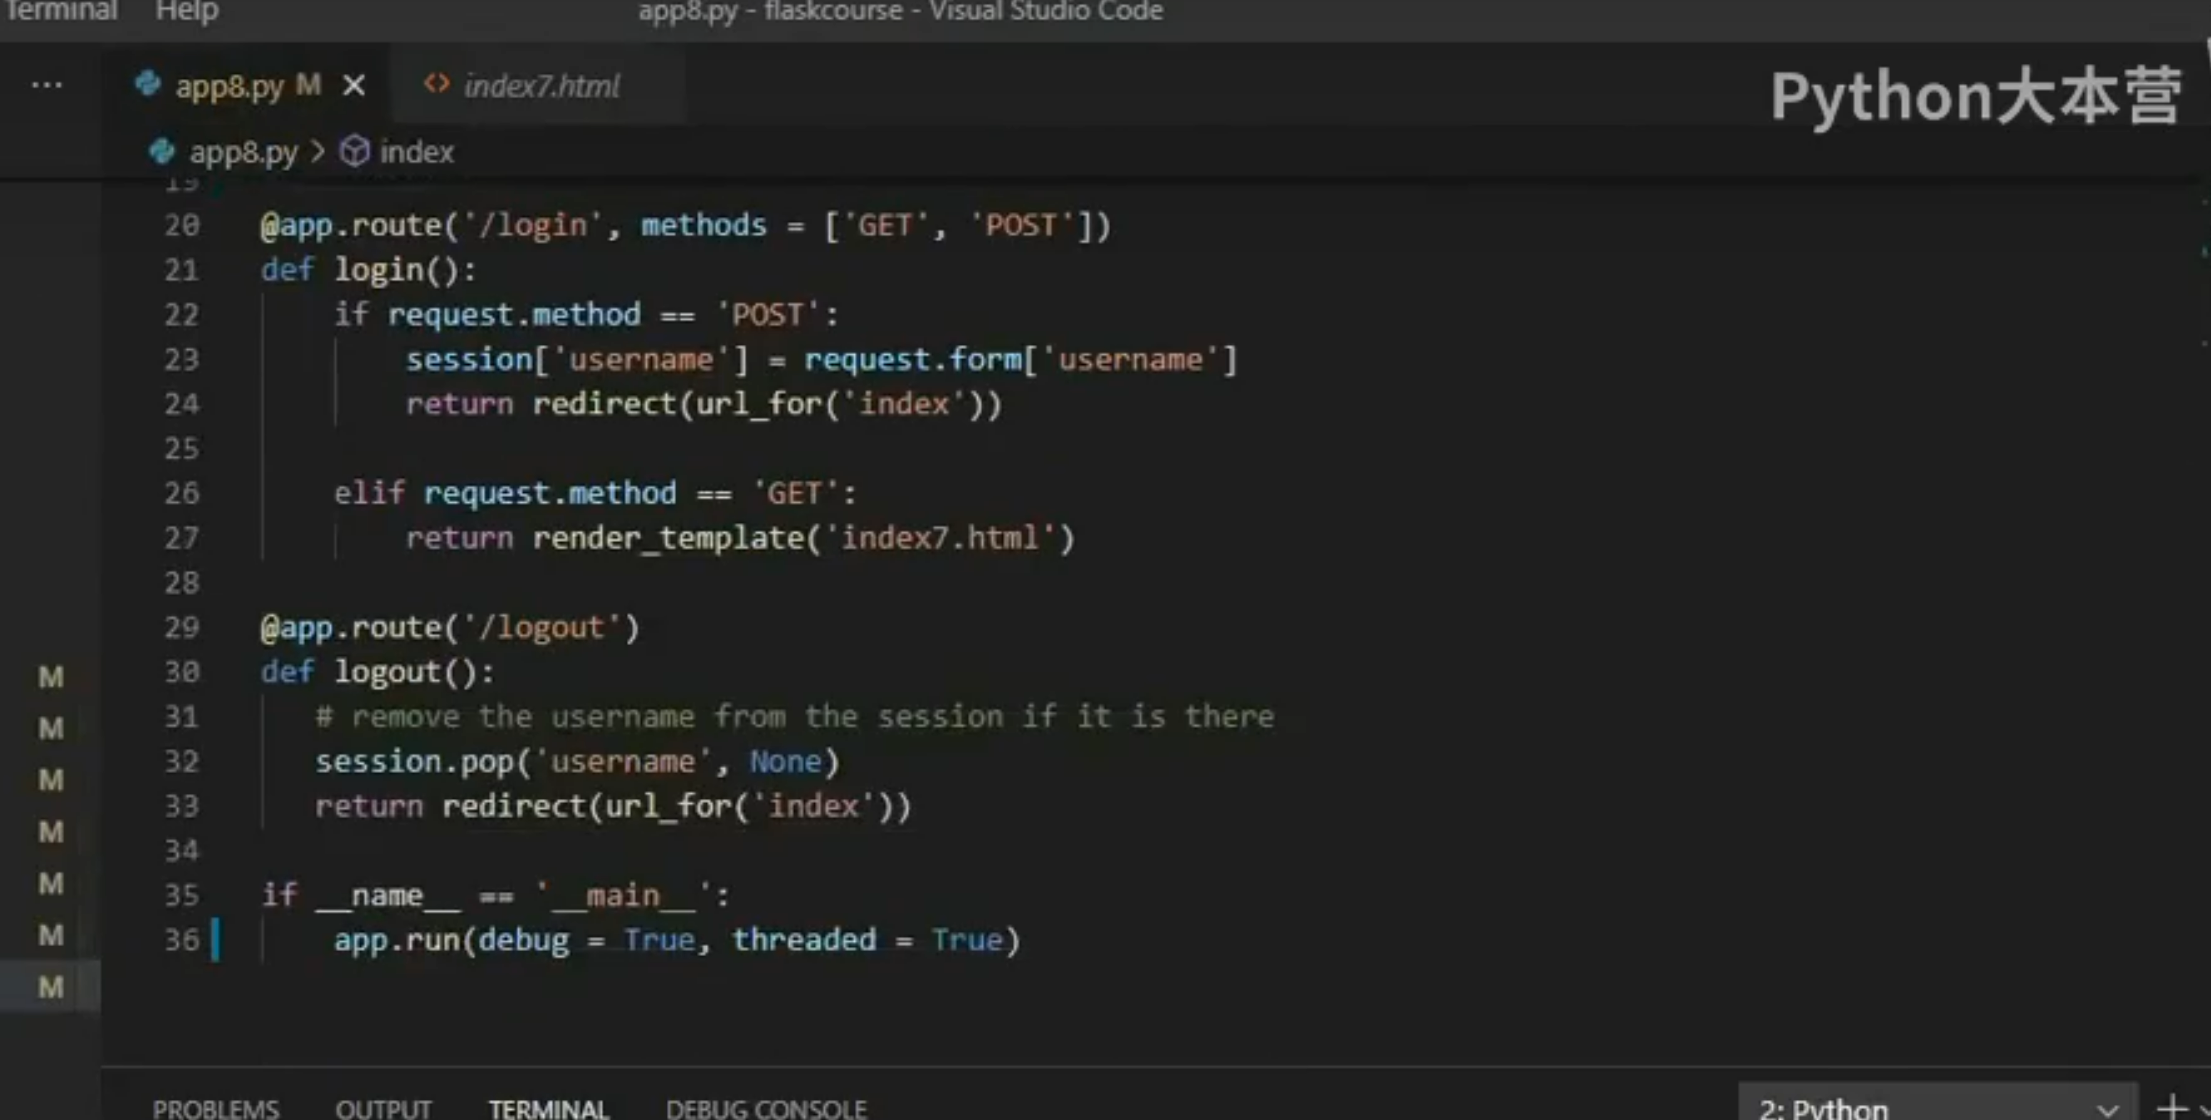 Terminal Help app8.py - flaskcourse - Visual Studio Code
... app8.py M × index7.html
Python大本营
app8.py > index
19
20 @app.route('/login', methods = ['GET', 'POST'])
21 def login():
22     if request.method == 'POST':
23         session['username'] = request.form['username']
24         return redirect(url_for('index'))
25
26     elif request.method == 'GET':
27         return render_template('index7.html')
28
29 @app.route('/logout')
30 def logout():
31    # remove the username from the session if it is there
32    session.pop('username', None)
33    return redirect(url_for('index'))
34
35 if __name__ == '__main__':
36     app.run(debug = True, threaded = True)
M
M
M
M
M
M
M
PROBLEMS OUTPUT TERMINAL DEBUG CONSOLE 2: Python